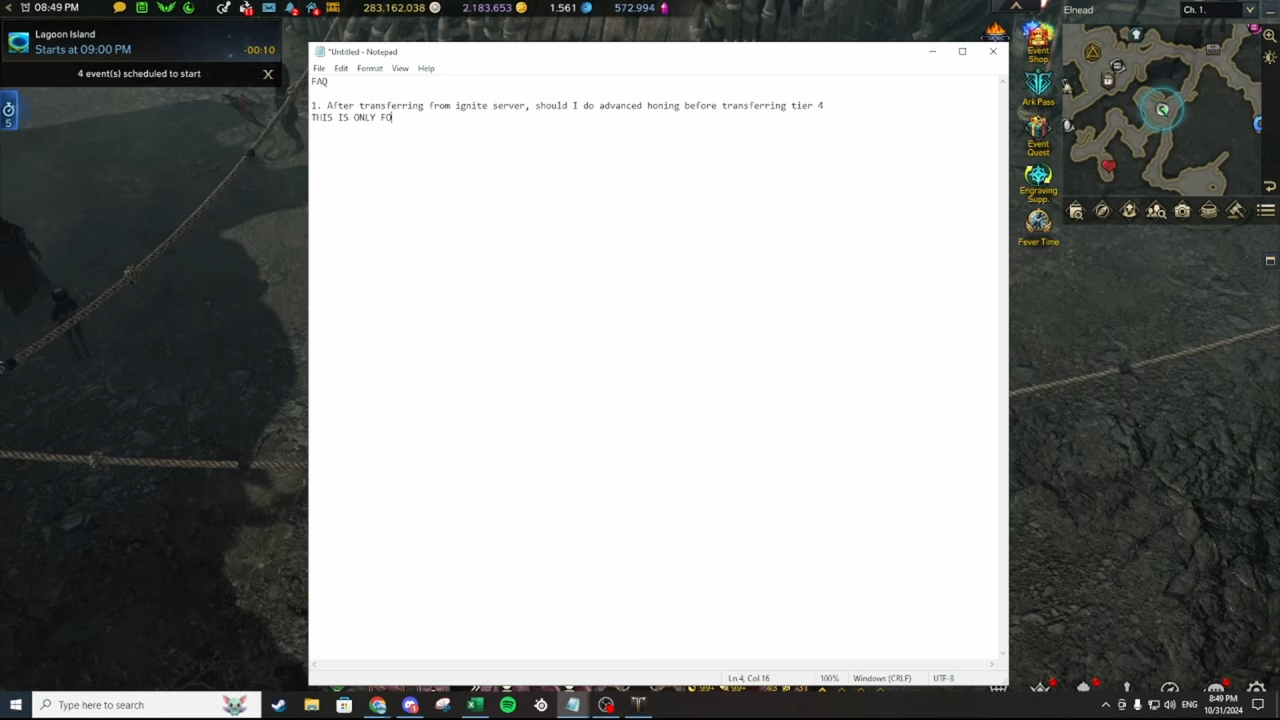 08:49 PM
283.162.038
2.183.653
1.561
572.994
Elnead
Ch. 1.
Lagoon Island
Starts at 09:00 PM
-00:10
4 event(s) scheduled to start
X
5
*Untitled - Notepad
File Edit Format View Help
FAQ
1. After transferring from ignite server, should I do advanced honing before transferring tier 4
THIS IS ONLY FO
Event
Shop
Ark Pass
Event
Quest
Engraving
Supp.
Fever Time
Ln 4, Col 16
100%
Windows (CRLF)
UTF-8
Type here to search
ENG
8:49 PM
10/31/2024